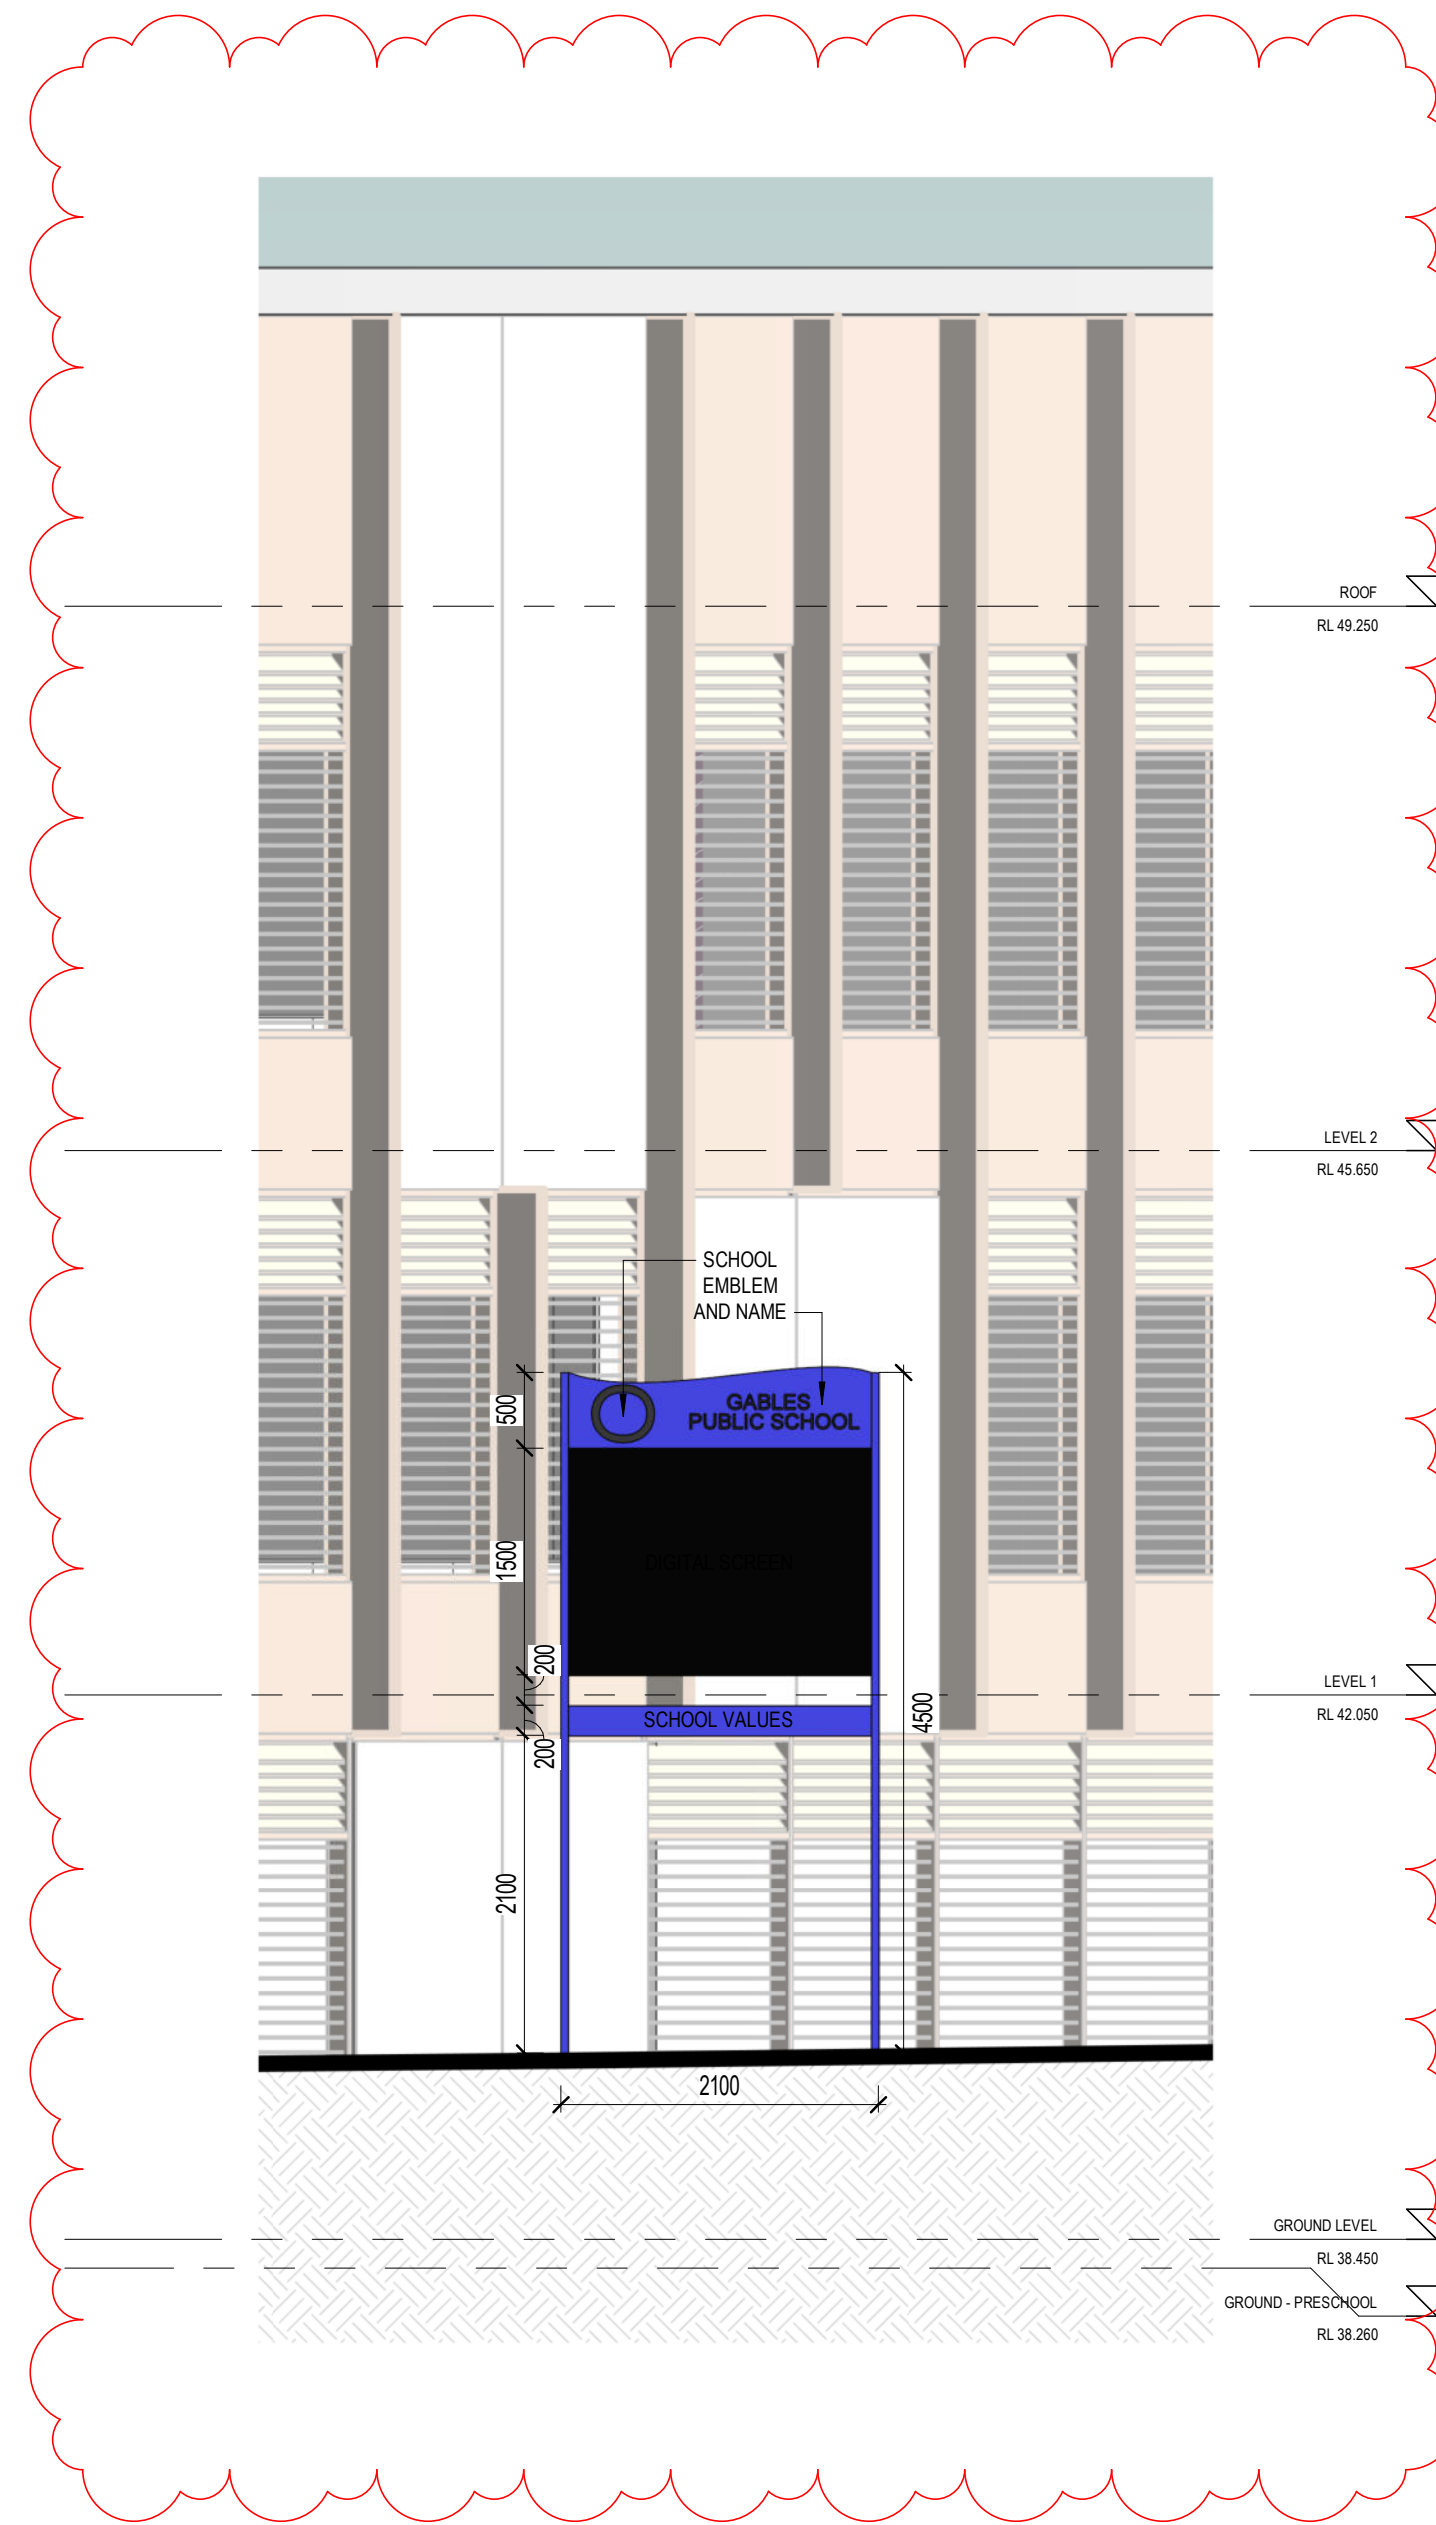 ROOF
RL 49.250
LEVEL 2
RL 45.650
SCHOOL
EMBLEM
AND NAME
500
GABLES
PUBLIC SCHOOL
1500
DIGITAL SCREEN
200
LEVEL 1
RL 42.050
SCHOOL VALUES
4500
200
2100
2100
GROUND LEVEL
RL 38.450
GROUND - PRESCHOOL
RL 38.260